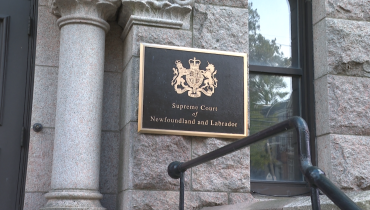 Supreme Court
of
Newfoundland and Labrador